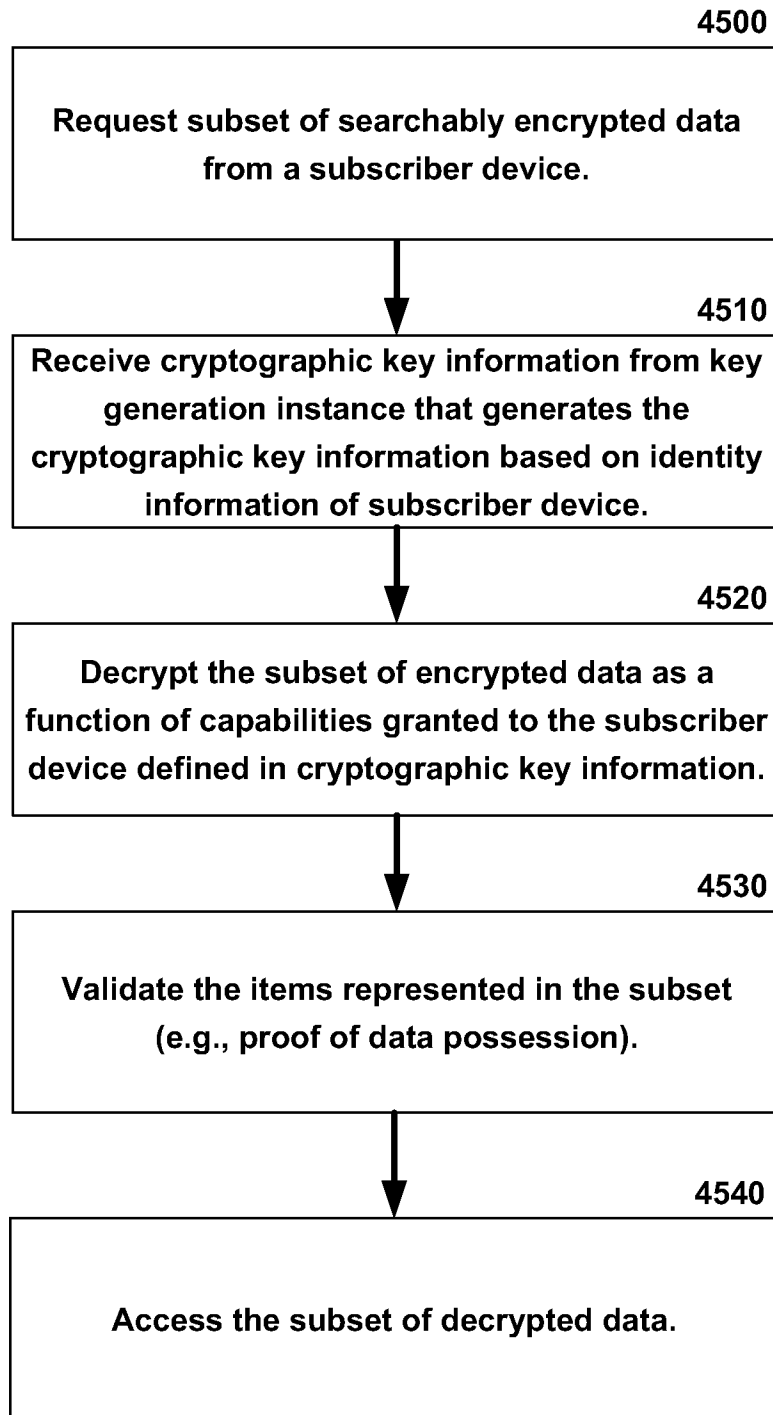 4500
Request subset of searchably encrypted data
from a subscriber device.
4510
Receive cryptographic key information from key
generation instance that generates the
cryptographic key information based on identity
information of subscriber device.
4520
Decrypt the subset of encrypted data as a
function of capabilities granted to the subscriber
device defined in cryptographic key information.
4530
Validate the items represented in the subset
(e.g., proof of data possession).
4540
Access the subset of decrypted data.